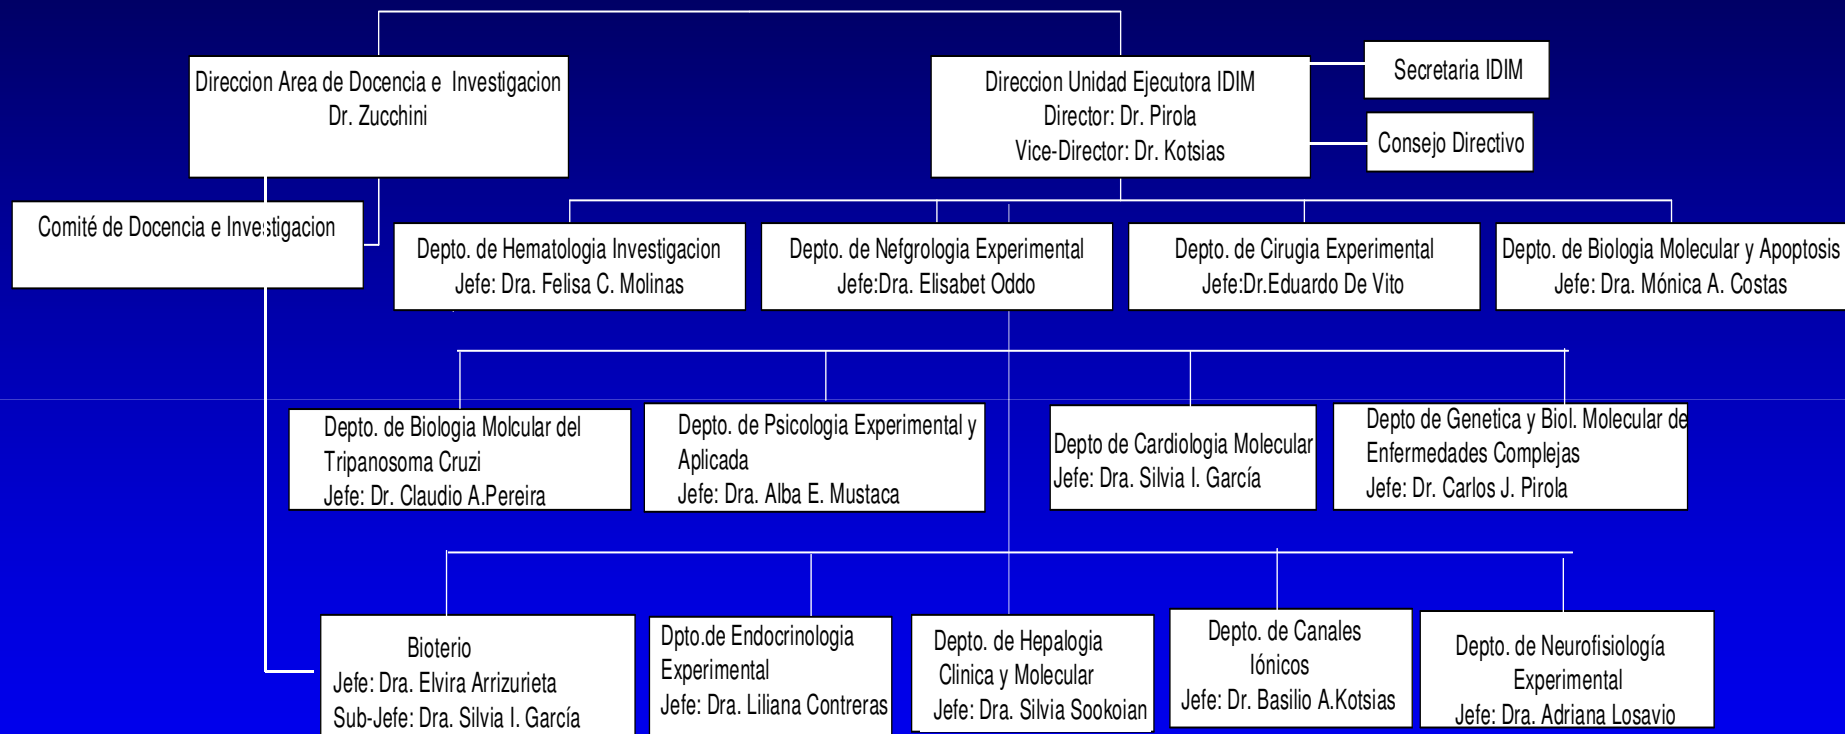 Direccion Area de Docencia e Investigacion
Dr. Zucchini
Direccion Unidad Ejecutora IDIM
Director: Dr. Pirola
Vice-Director: Dr. Kotsias
Secretaria IDIM
Consejo Directivo
Comité de Docencia e Investigacion
Depto. de Hematologia Investigacion
Jefe: Dra. Felisa C. Molinas
Depto. de Nefgrologia Experimental
Jefe:Dra. Elisabet Oddo
Depto. de Cirugia Experimental
Jefe:Dr.Eduardo De Vito
Depto. de Biologia Molecular y Apoptosis
Jefe: Dra. Mónica A. Costas
Depto. de Biologia Molcular del
Tripanosoma Cruzi
Jefe: Dr. Claudio A.Pereira
Depto. de Psicologia Experimental y
Aplicada
Jefe: Dra. Alba E. Mustaca
Depto de Cardiologia Molecular
Jefe: Dra. Silvia I. García
Depto de Genetica y Biol. Molecular de
Enfermedades Complejas
Jefe: Dr. Carlos J. Pirola
Bioterio
Jefe: Dra. Elvira Arrizurieta
Sub-Jefe: Dra. Silvia I. García
Dpto.de Endocrinologia
Experimental
Jefe: Dra. Liliana Contreras
Depto. de Hepalogia
Clinica y Molecular
Jefe: Dra. Silvia Sookoian
Depto. de Canales
Iónicos
Jefe: Dr. Basilio A.Kotsias
Depto. de Neurofisiología
Experimental
Jefe: Dra. Adriana Losavio